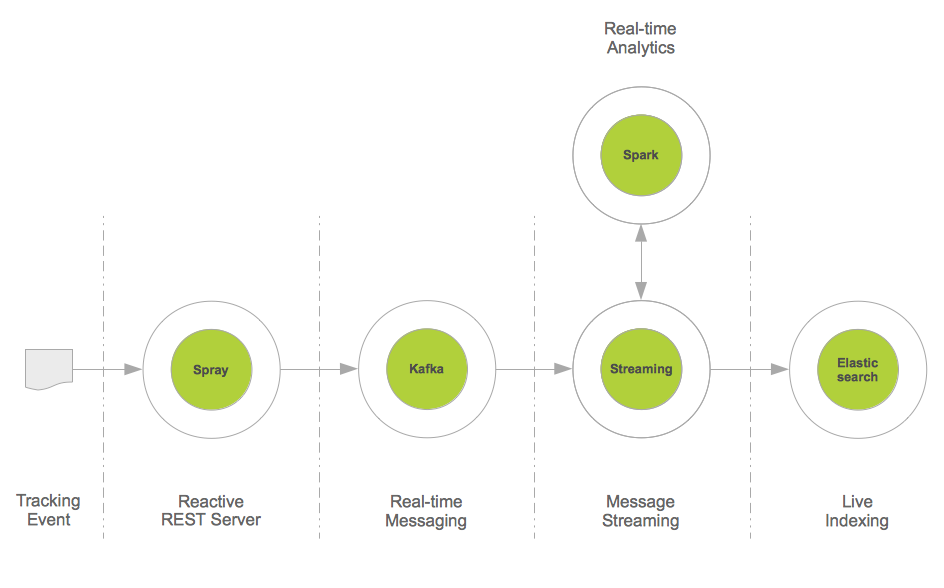 Real-time
Analytics
Spark
Spray
Kafka
Streaming
Elastic
search
Tracking
Event
Reactive
REST Server
Real-time
Messaging
Message
Streaming
Live
Indexing